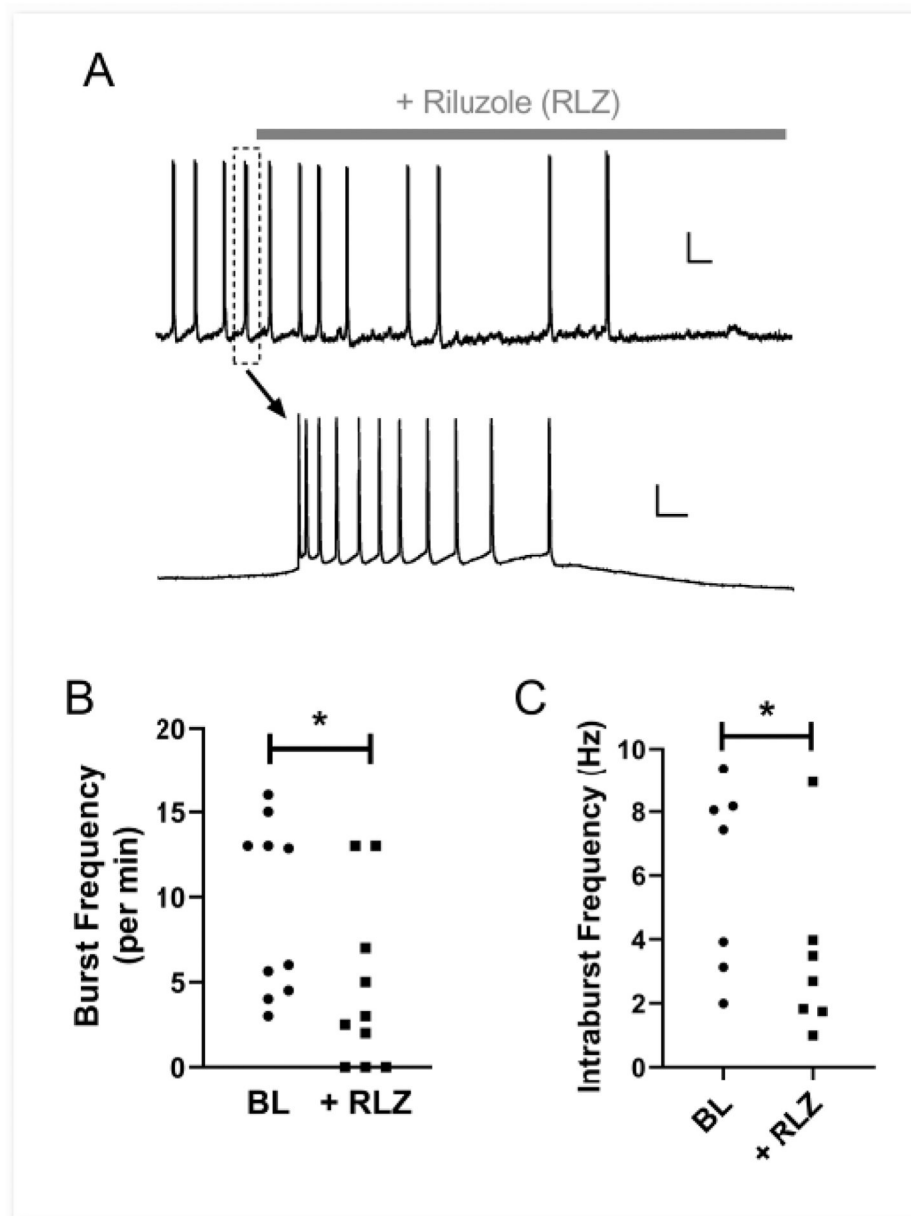 A
+ Riluzole (RLZ)
B
*
Burst Frequency
(per min)
20
15
10
5
0
BL
+ RLZ
C
*
Intraburst Frequency (Hz)
10
8
6
4
2
0
BL
+ RLZ